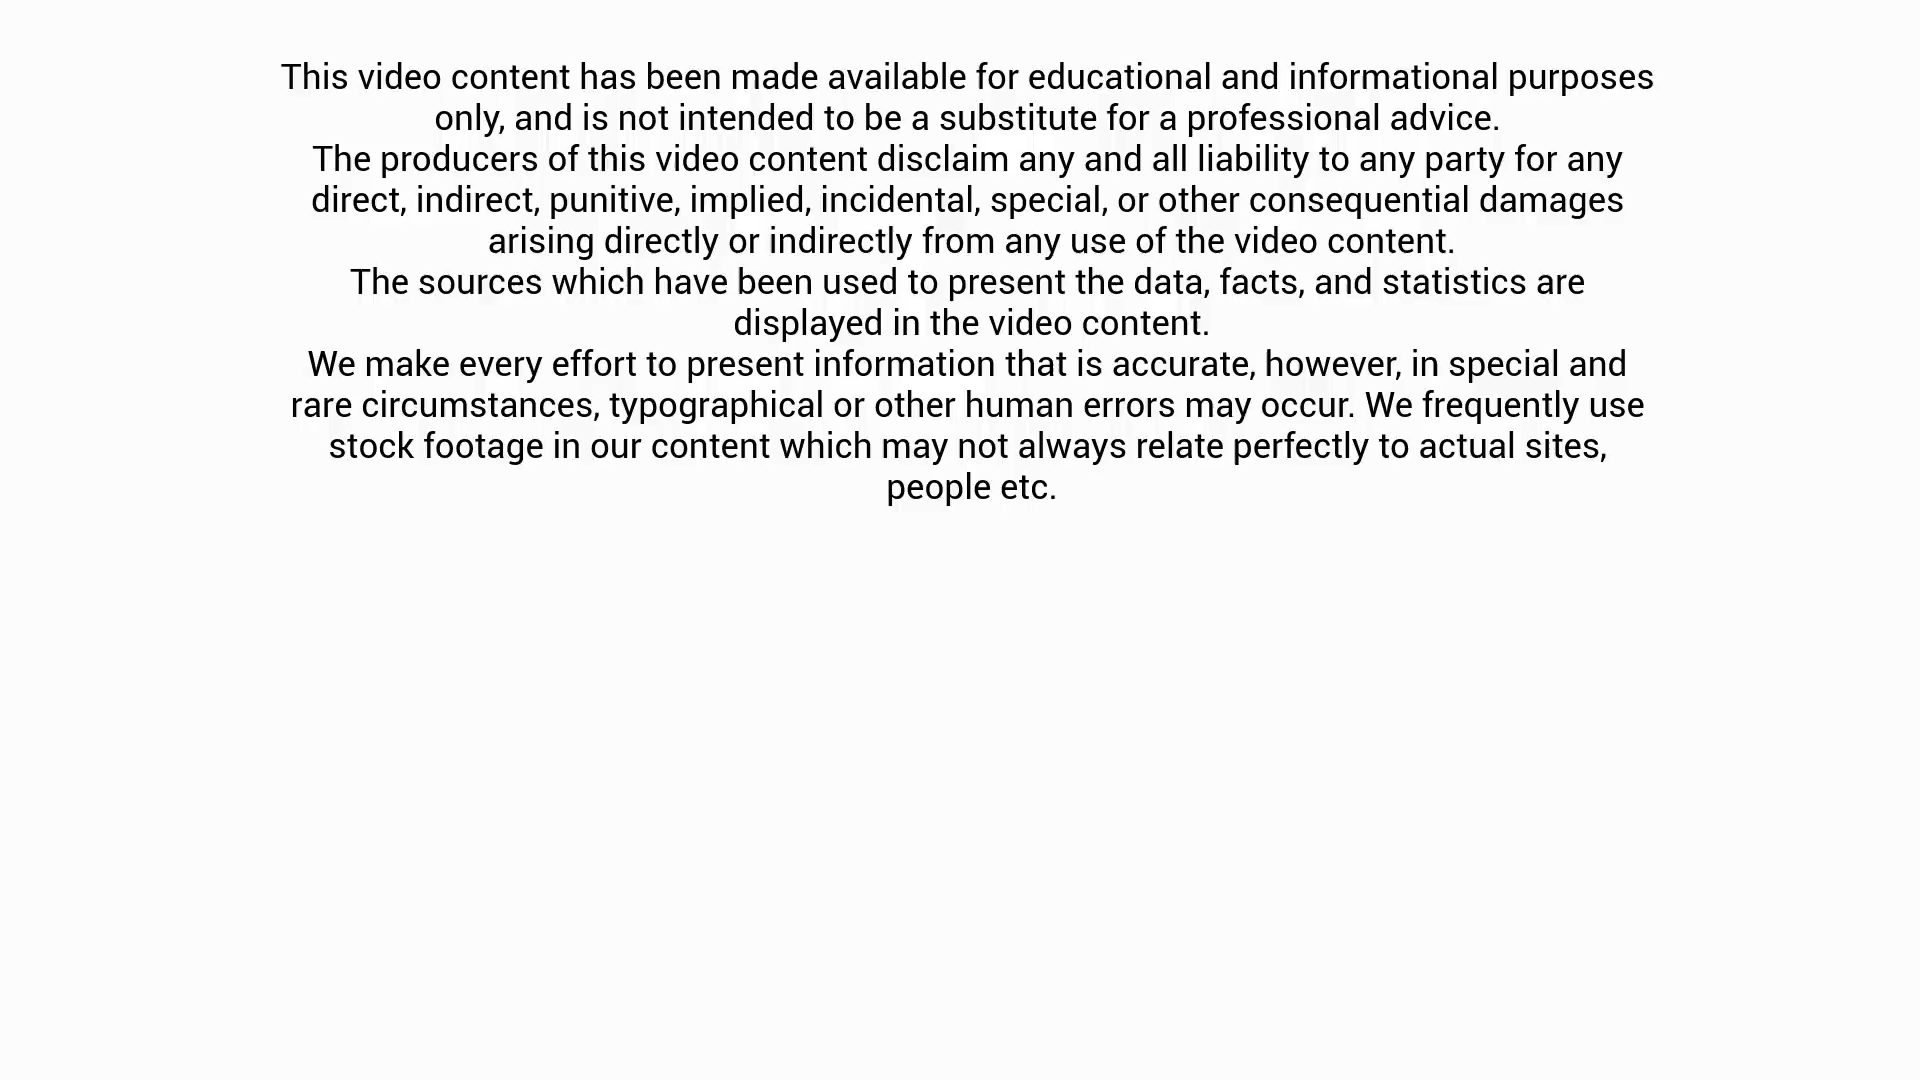 This video content has been made available for educational and informational purposes
only, and is not intended to be a substitute for a professional advice.
The producers of this video content disclaim any and all liability to any party for any
direct, indirect, punitive, implied, incidental, special, or other consequential damages
arising directly or indirectly from any use of the video content.
The sources which have been used to present the data, facts, and statistics are
displayed in the video content.
We make every effort to present information that is accurate, however, in special and
rare circumstances, typographical or other human errors may occur. We frequently use
stock footage in our content which may not always relate perfectly to actual sites,
people etc.